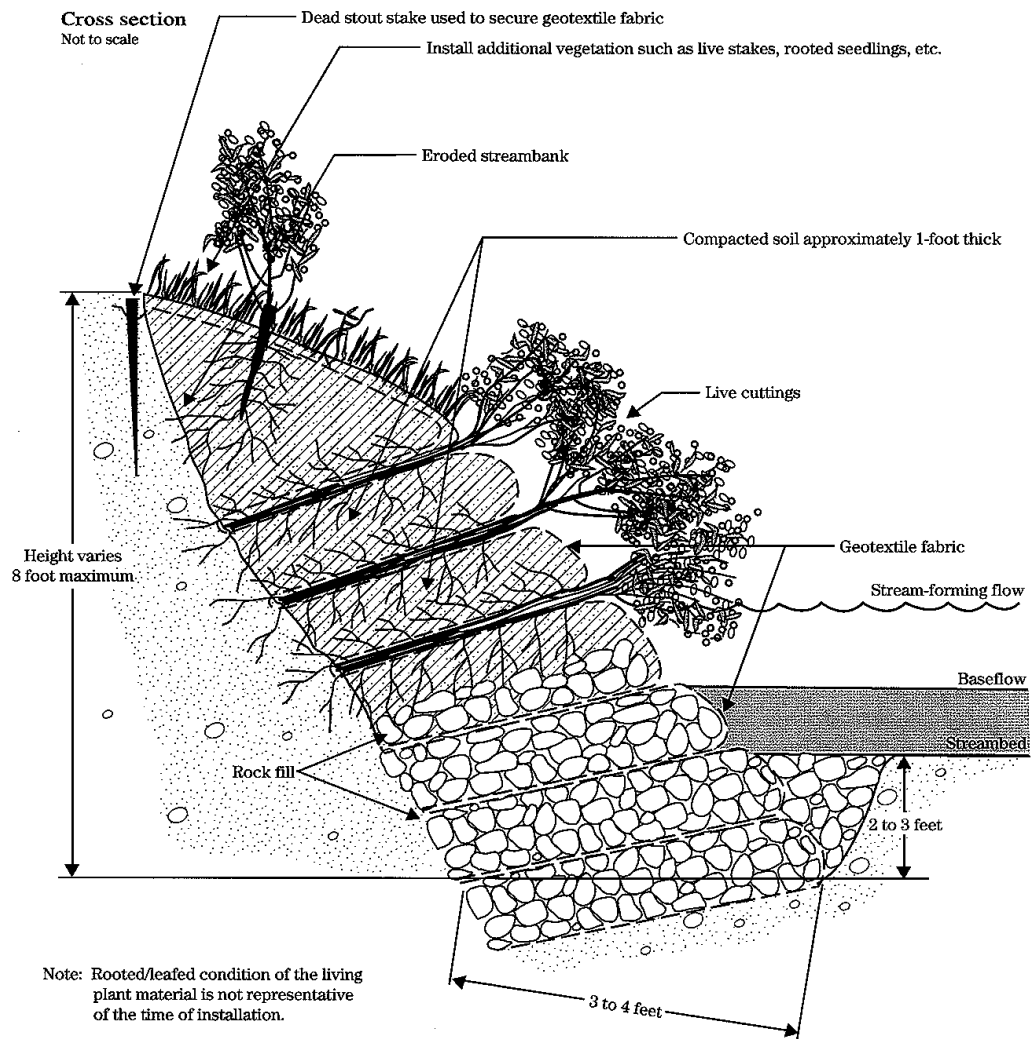 Cross section
Not to scale
Dead stout stake used to secure geotextile fabric
Install additional vegetation such as live stakes, rooted seedlings, etc.
Eroded streambank
Compacted soil approximately 1-foot thick
Live cuttings
Height varies
8 foot maximum
Geotextile fabric
Stream-forming flow
Baseflow
Streambed
Rock fill
2 to 3 feet
3 to 4 feet
Note: Rooted/leafed condition of the living
plant material is not representative
of the time of installation.